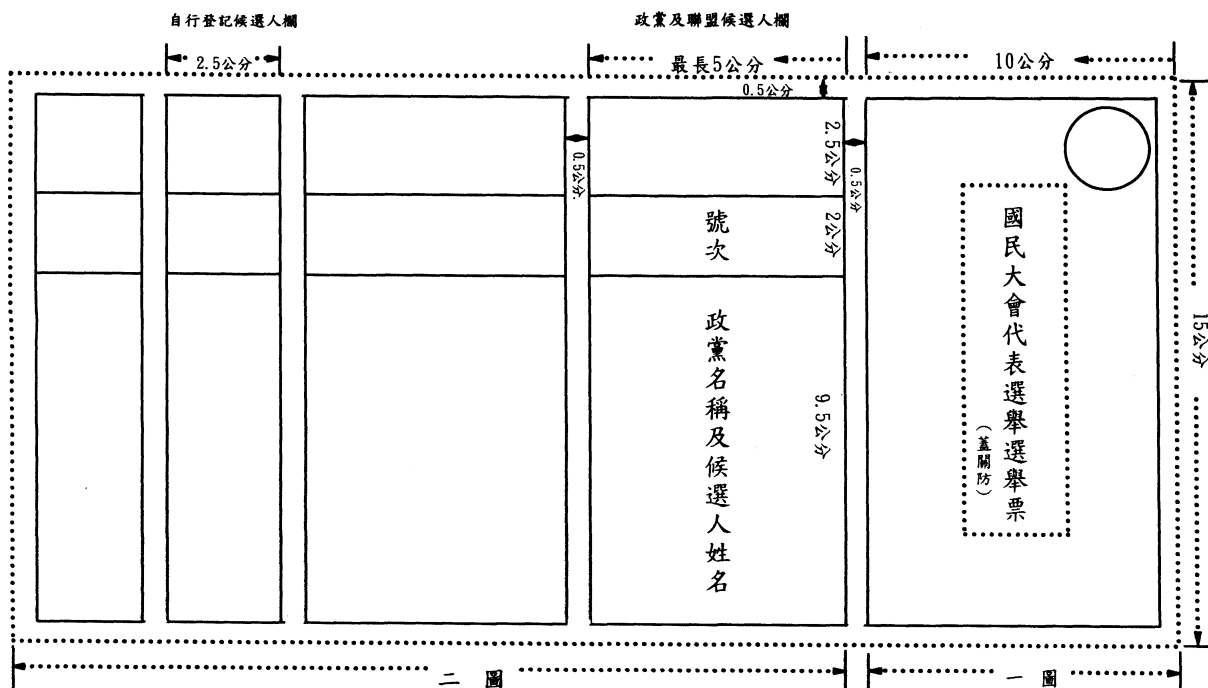 自行登記候選人欄
政黨及聯盟候選人欄
2.5公分
最長5公分
10公分
0.5公分
2.5公分
0.5公分
0.5公分
2公分
號次
9.5公分
政黨名稱及候選人姓名
國民大會代表選舉選舉票
（蓋關防）
15公分
二圖
一圖